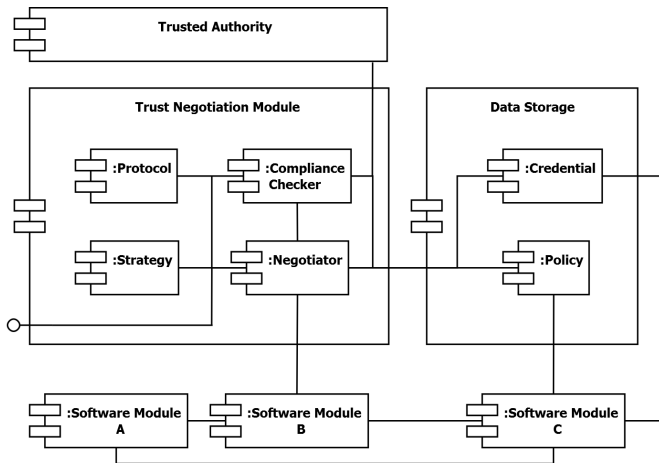 Trusted Authority
Trust Negotiation Module
Data Storage
:Protocol
:Compliance
Checker
:Credential
:Strategy
:Negotiator
:Policy
:Software Module
A
:Software Module
B
:Software Module
C